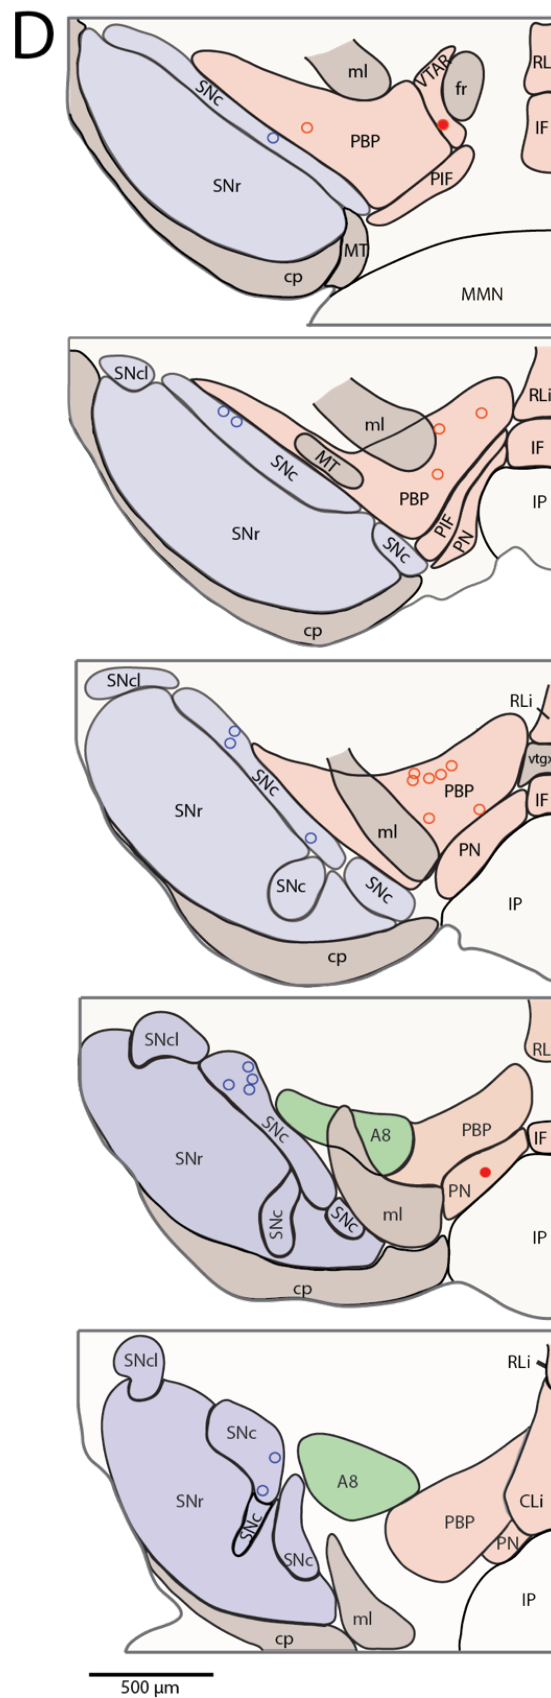 D
ml
VTAR
fr
RL
SNc
PBP
IF
SNr
PIF
MT
cp
MMN
SNcl
RLi
ml
MT
SNc
IF
PBP
IP
SNr
PIF
PN
SNc
cp
SNcl
RLi
SNc
PBP
vtgx
IF
SNr
ml
PN
SNc
SNc
IP
cp
SNcl
RL
SNc
A8
PBP
IF
SNr
PN
ml
SNc
SNc
IP
cp
SNcl
RLi
SNc
A8
SNr
PBP
CLi
SNc
PN
SNc
IP
ml
cp
500 µm